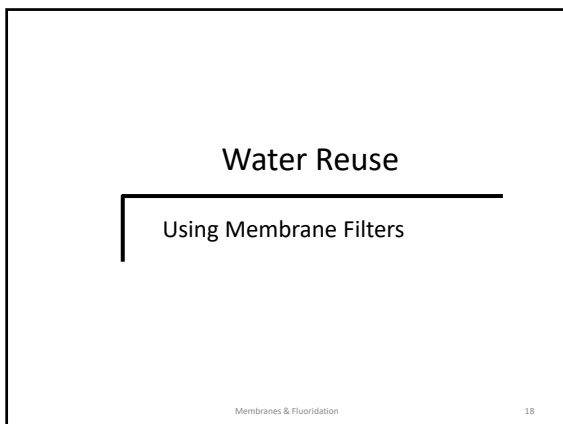 Water Reuse
Using Membrane Filters
Membranes & Fluoridation 18